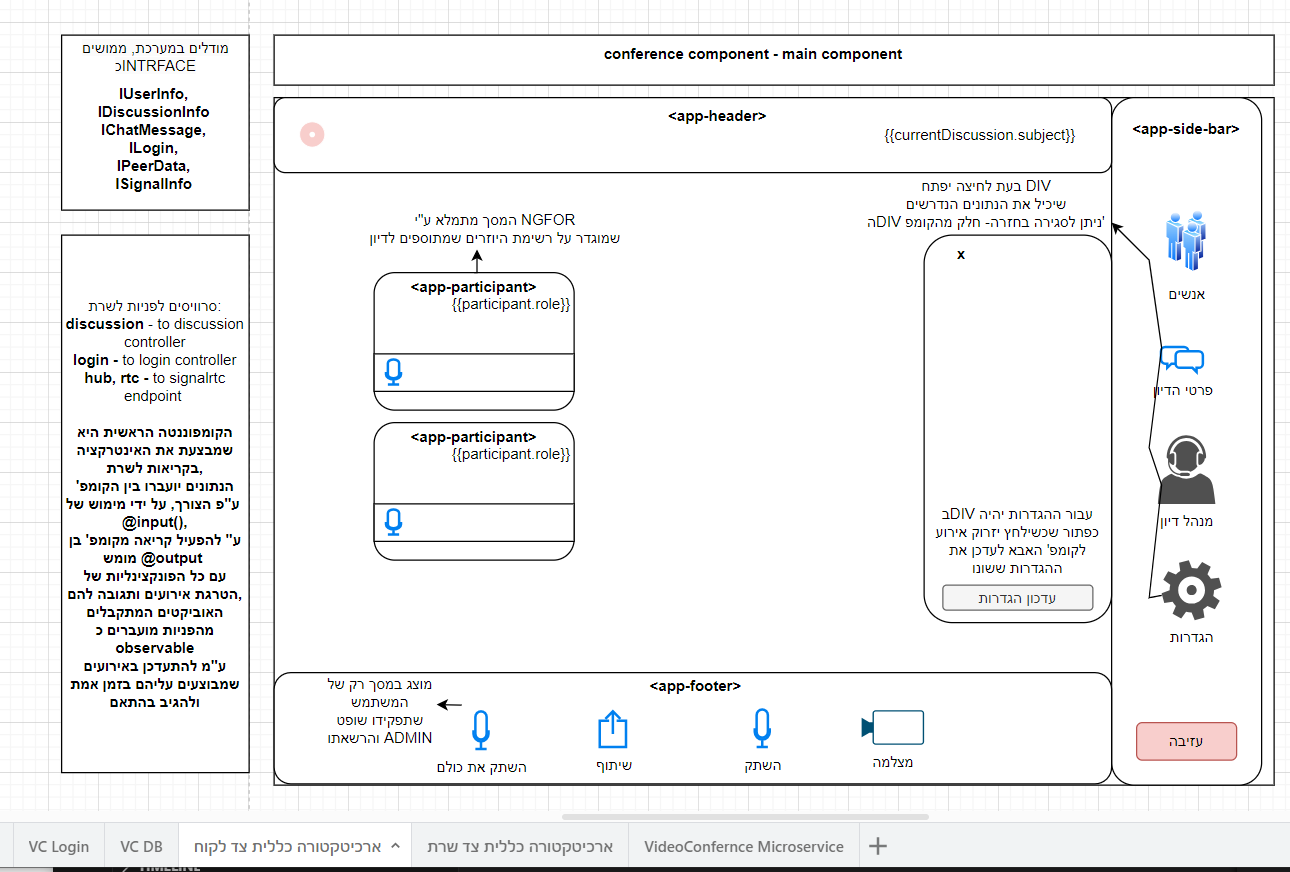 מודלים במערכת, ממושים
כINTRFACE
IUserInfo,
IDiscussionInfo
IChatMessage,
ILogin,
IPeerData,
ISignalInfo
סרוויסים לפניות לשרת:
discussion - to discussion
controller
login - to login controller
hub, rtc - to signalrtc
endpoint
הקומפוננטה הראשית היא
שמבצעת את האינטרקציה
בקריאות לשרת,
הנתונים יועברו בין הקומפ'
ע"פ הצורך, על ידי מימוש של
@input(),
ע" להפעיל קריאה מקומפ' בן
מומש @output
עם כל הפונקצינליות של
הטרגת אירועים ותגובה להם,
האוביקטים המתקבלים
מהפניות מועברים כ
observable
ע"מ להתעדכן באירועים
שמבוצעים עליהם בזמן אמת
ולהגיב בהתאם
conference component - main component
<app-header>
{{currentDiscussion.subject}}
<app-side-bar>
בעת לחיצה יפתח DIV
שיכיל את הנתונים הנדרשים
ניתן לסגירה בחזרה- חלק מהקומפ DIVה'
המסך מתמלא ע"י NGFOR
שמוגדר על רשימת היוזרים שמתוספים לדיון
<app-participant>
{{participant.role}}
<app-participant>
{{participant.role}}
x
עבור ההגדרות יהיה DIVב
כפתור שכשילחץ יזרוק אירוע
לקומפ' האבא לעדכן את
ההגדרות ששונו
עדכון הגדרות
אנשים
פרטי הדיון
מנהל דיון
הגדרות
עזיבה
<app-footer>
מוצג במסך רק של
המשתמש
שתפקידו שופט
והרשאתו ADMIN
השתק את כולם
שיתוף
השתק
מצלמה
VC Login
VC DB
ארכיטקטורה כללית צד לקוח
ארכיטקטורה כללית צד שרת
VideoConfernce Microservice
TIMELINE